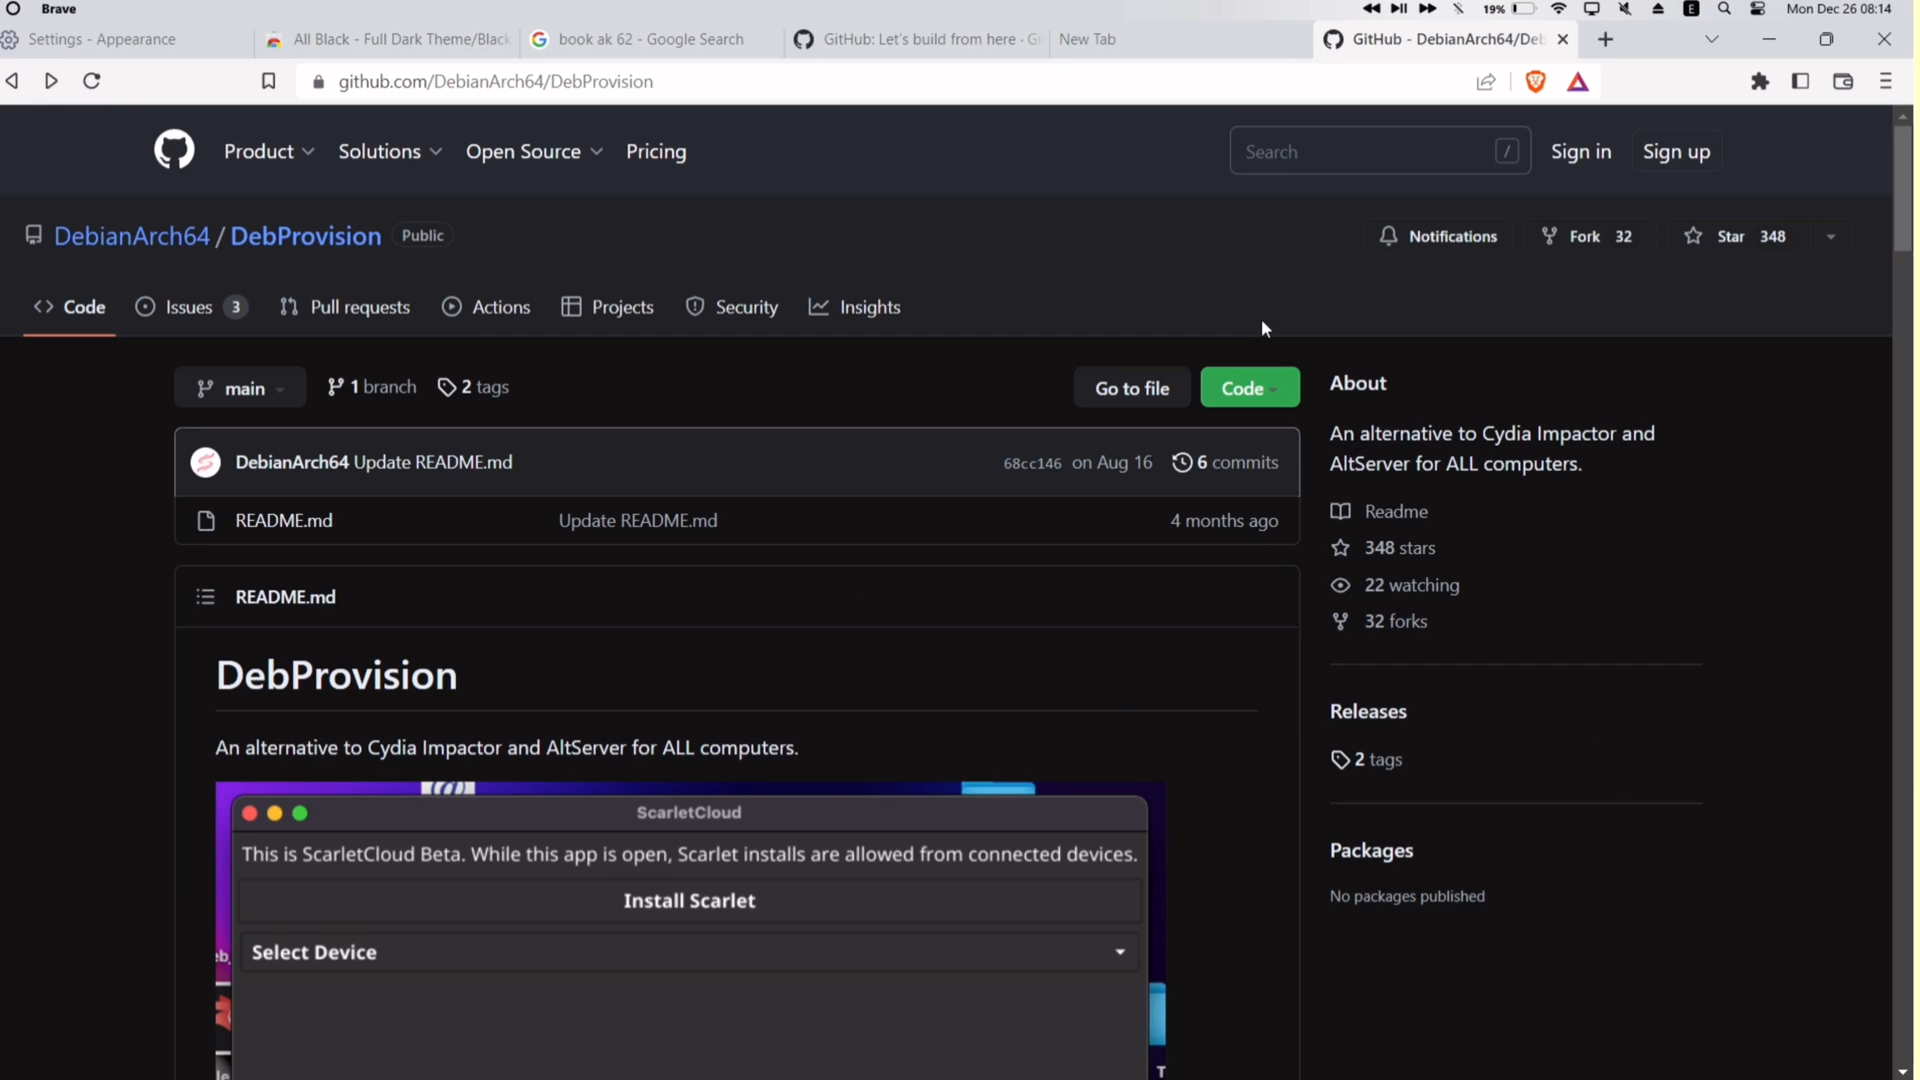 Brave
19%
E
Mon Dec 26 08:14
Settings - Appearance
All Black - Full Dark Theme/Black
book ak 62 - Google Search
GitHub: Let's build from here · Gi
New Tab
GitHub - DebianArch64/Deb
github.com/DebianArch64/DebProvision
Product
Solutions
Open Source
Pricing
Search
/
Sign in
Sign up
DebianArch64 / DebProvision
Public
Notifications
Fork 32
Star 348
Code
Issues 3
Pull requests
Actions
Projects
Security
Insights
main
1 branch
2 tags
Go to file
Code
DebianArch64 Update README.md
68cc146 on Aug 16
6 commits
README.md
Update README.md
4 months ago
README.md
DebProvision
An alternative to Cydia Impactor and AltServer for ALL computers.
ScarletCloud
This is ScarletCloud Beta. While this app is open, Scarlet installs are allowed from connected devices.
Install Scarlet
Select Device
About
An alternative to Cydia Impactor and
AltServer for ALL computers.
Readme
348 stars
22 watching
32 forks
Releases
2 tags
Packages
No packages published